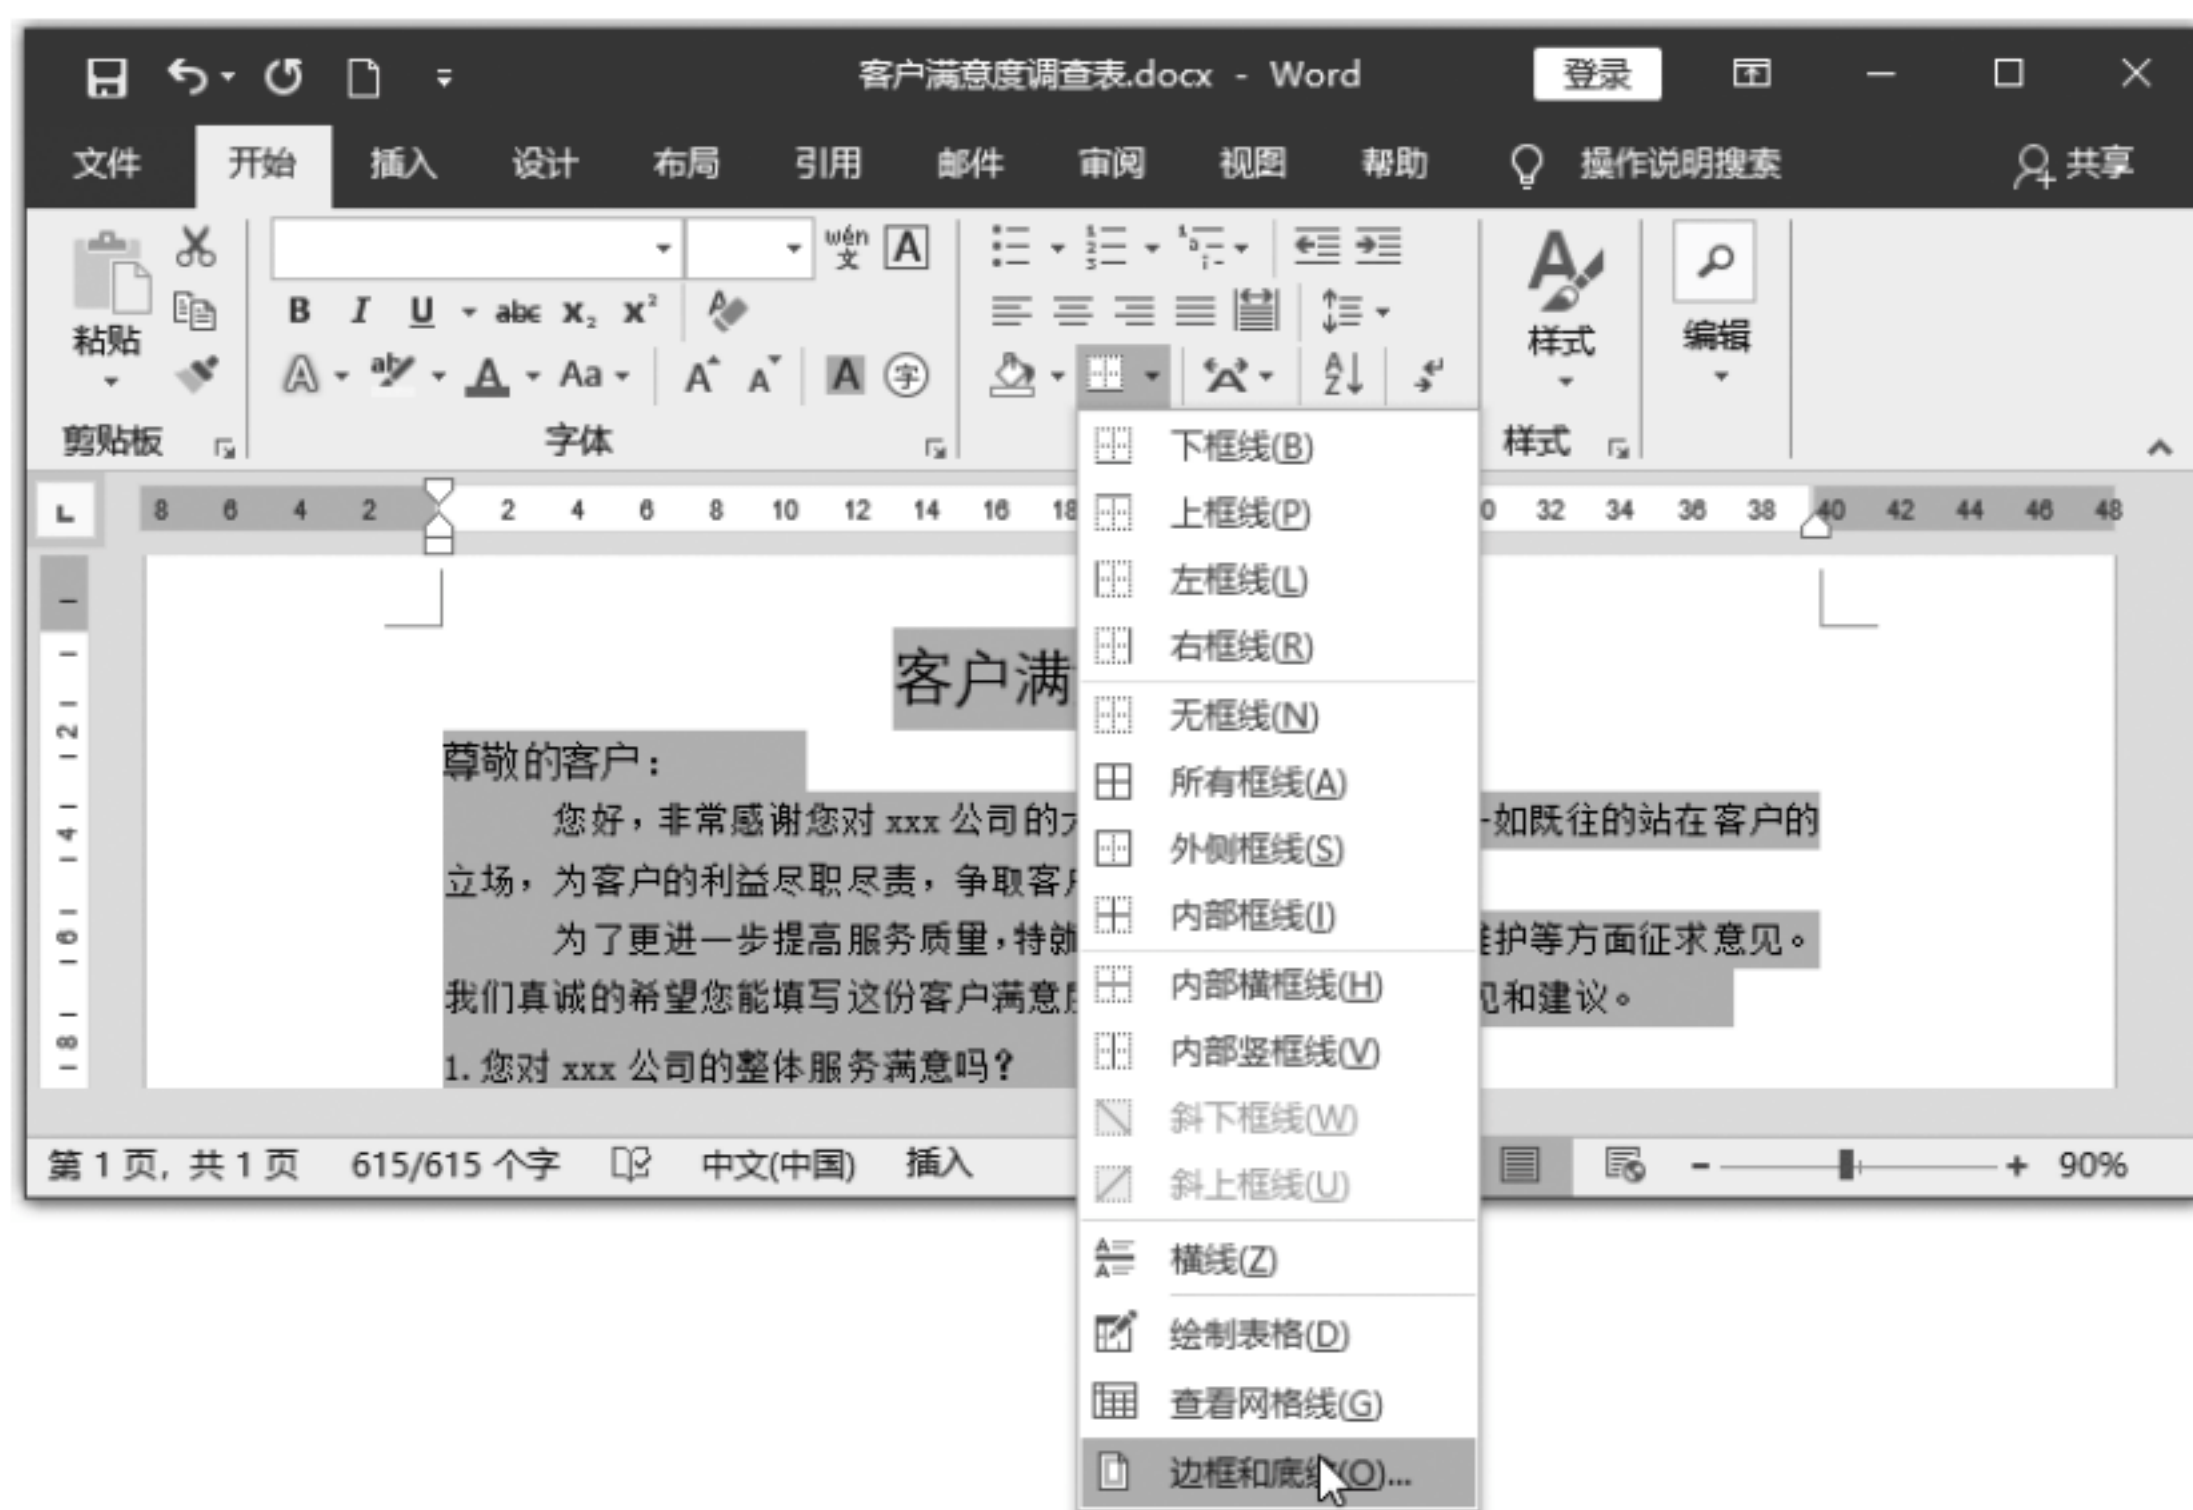 客户满意度调查表.docx - Word 登录
文件 开始 插入 设计 布局 引用 邮件 审阅 视图 帮助 操作说明搜索 共享
wén
文 A
B I U abc X₂ X²
粘贴 样式 编辑
A aby A Aa A A A 字 A A Z
剪贴板 字体 样式
L 8 6 4 2 2 4 6 8 10 12 14 16 18 0 32 34 36 38 40 42 44 46 48
下框线(B)
上框线(P)
左框线(L)
右框线(R)
无框线(N)
所有框线(A)
外侧框线(S)
内部框线(I)
内部横框线(H)
内部竖框线(V)
斜下框线(W)
斜上框线(U)
横线(Z)
绘制表格(D)
查看网格线(G)
边框和底纹(O)...
2
4
6
8
客户满
尊敬的客户：
您好，非常感谢您对 xxx 公司的 如既往的站在客户的
立场，为客户的利益尽职尽责，争取客
为了更进一步提高服务质量，特 护等方面征求意见。
我们真诚的希望您能填写这份客户满意 和建议。
1. 您对 xxx 公司的整体服务满意吗？
第 1 页，共 1 页 615/615 个字 中文(中国) 插入 90%